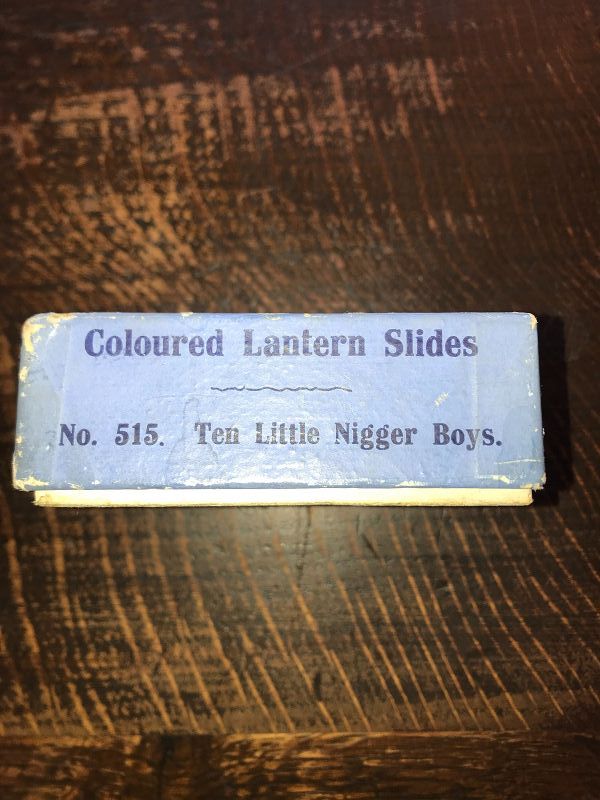 Coloured Lantern Slides
No. 515. Ten Little Nigger Boys.